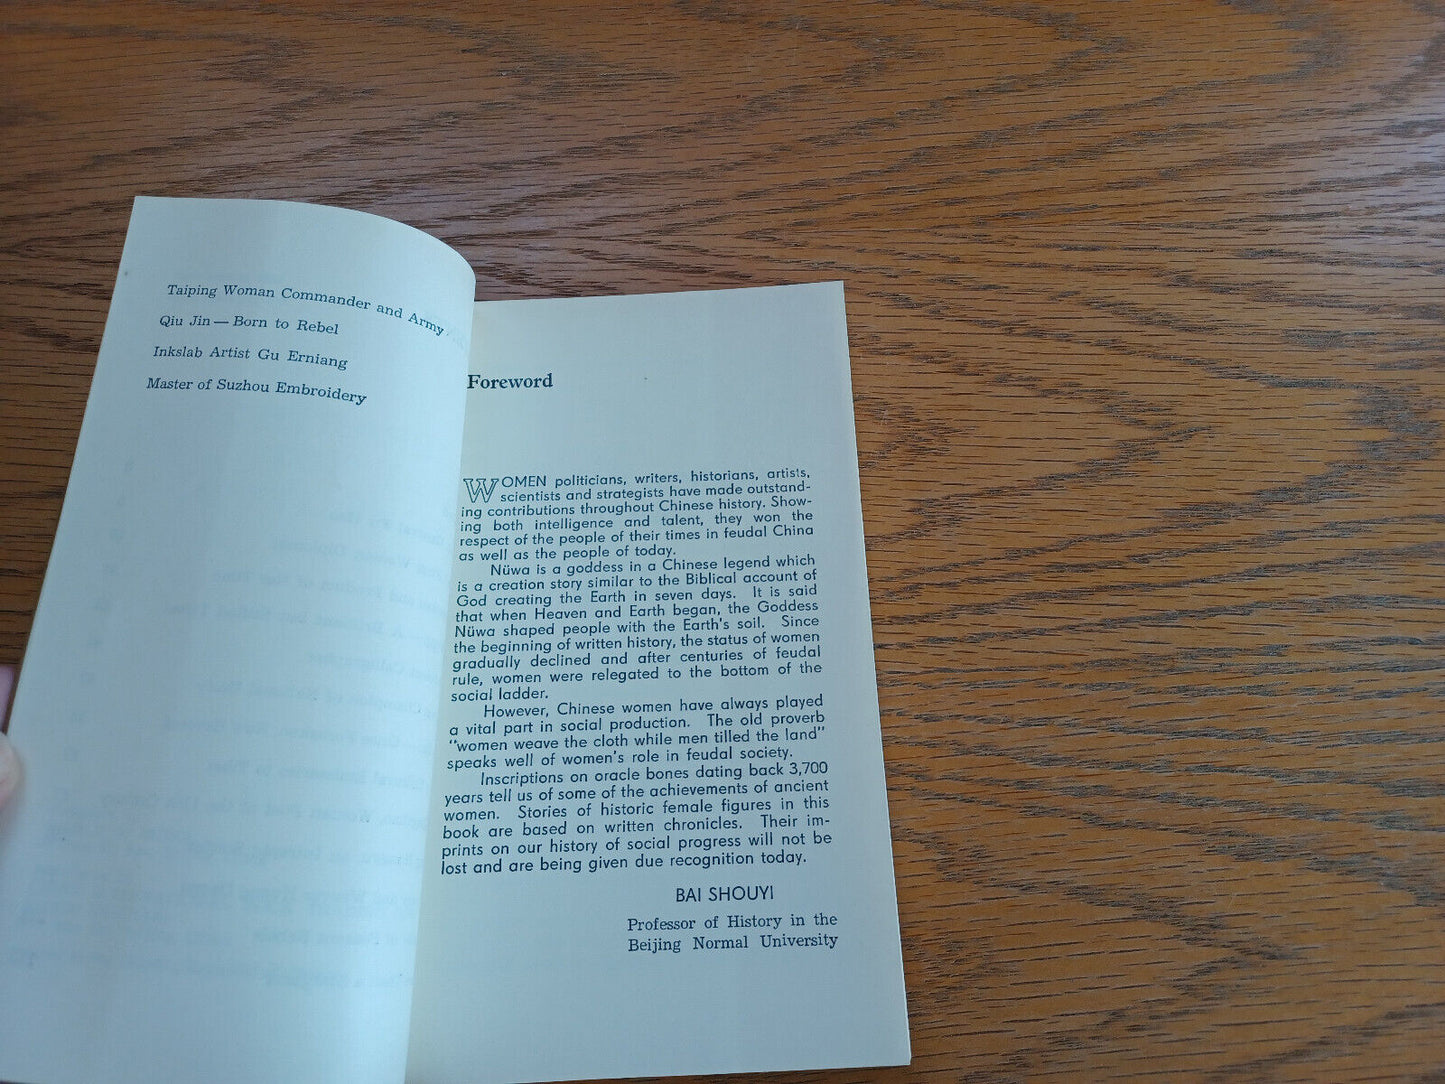 Taiping Woman Commander and Army
Qiu Jin — Born to Rebel
Inkslab Artist Gu Erniang
Master of Suzhou Embroidery
Foreword
WOMEN politicians, writers, historians, artists,
scientists and strategists have made outstand-
ing contributions throughout Chinese history. Show-
ing both intelligence and talent, they won the
respect of the people of their times in feudal China
as well as the people of today.
Nüwa is a goddess in a Chinese legend which
is a creation story similar to the Biblical account of
God creating the Earth in seven days. It is said
that when Heaven and Earth began, the Goddess
Nüwa shaped people with the Earth's soil. Since
the beginning of written history, the status of women
gradually declined and after centuries of feudal
rule, women were relegated to the bottom of the
social ladder.
However, Chinese women have always played
a vital part in social production. The old proverb
"women weave the cloth while men tilled the land"
speaks well of women's role in feudal society.
Inscriptions on oracle bones dating back 3,700
years tell us of some of the achievements of ancient
women. Stories of historic female figures in this
book are based on written chronicles. Their im-
prints on our history of social progress will not be
lost and are being given due recognition today.
BAI SHOUYI
Professor of History in the
Beijing Normal University